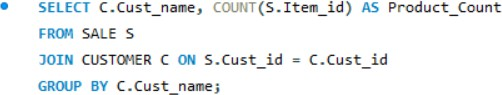 SELECT C.Cust_name, COUNT(S.Item_id) AS Product_Count
FROM SALE S
JOIN CUSTOMER C ON S.Cust_id = C.Cust_id
GROUP BY C.Cust_name;